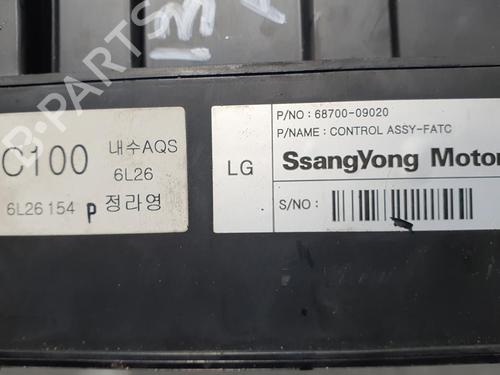 C100
내수AQS
6L26
6L26 154 P 정라영
LG
P/NO : 68700-09020
P/NAME : CONTROL ASSY-FATC
SsangYong Motor
S/NO :
B-PARTS